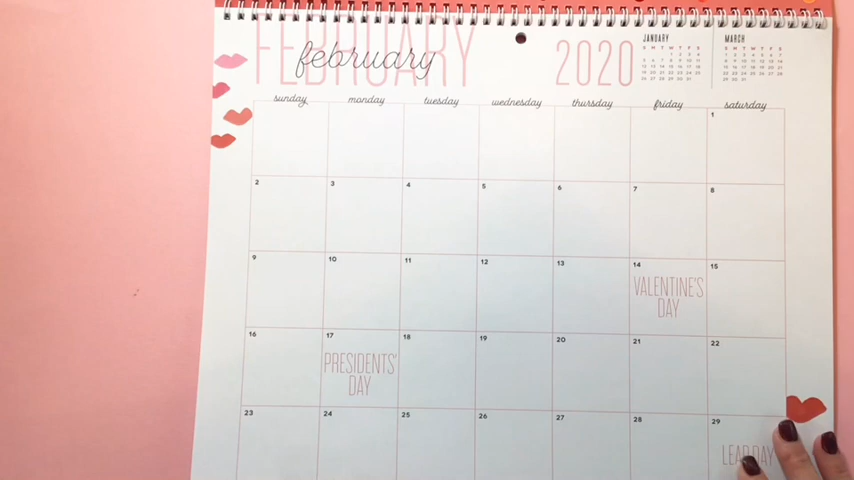 FEBRUARY
february
2020
JANUARY
MARCH
sunday monday tuesday wednesday thursday friday saturday
1
2 3 4 5 6 7 8
9 10 11 12 13 14 15
VALENTINE'S
DAY
16 17 18 19 20 21 22
PRESIDENTS'
DAY
23 24 25 26 27 28 29
LEAP DAY